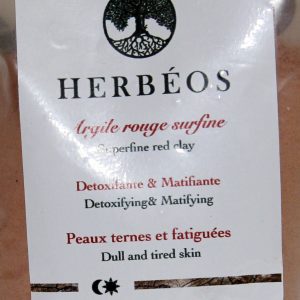 HERBÉOS
Argile rouge surfine
Superfine red clay
Detoxifiante & Matifiante
Detoxifying& Matifying
Peaux ternes et fatiguées
Dull and tired skin